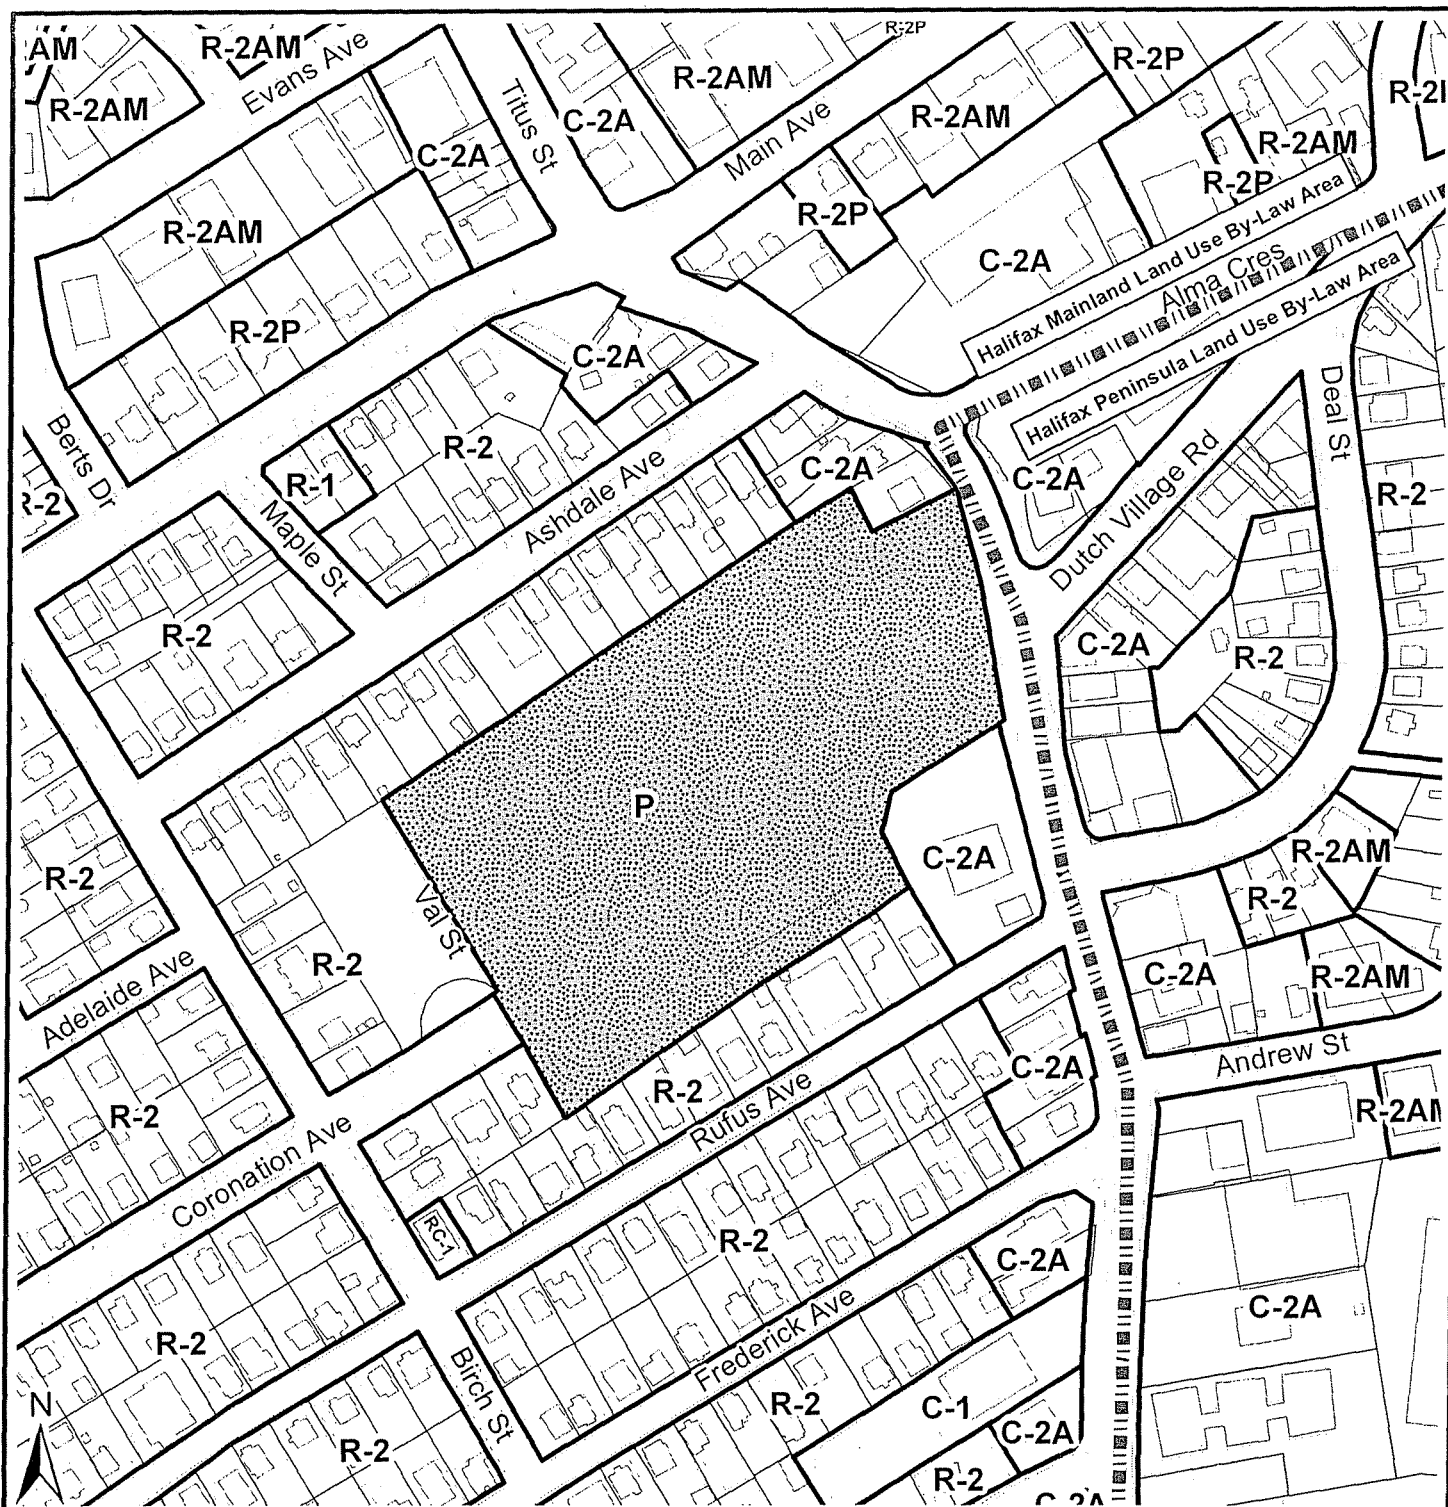 AM
R-2AM
R-2P
R-2AM
Evans Ave
Titus St
C-2A
R-2AM
Main Ave
R-2AM
R-2P
R-2AM
R-2P
C-2A
R-2AM
R-2P
R-2P
C-2A
Halifax Mainland Land Use By-Law Area
Alma Cres
Halifax Peninsula Land Use By-Law Area
Berts Dr
R-2
R-1
R-2
C-2A
Maple St
Ashdale Ave
C-2A
C-2A
Dutch Village Rd
Deal St
R-2
R-2
C-2A
R-2
P
R-2
Val St
R-2
C-2A
R-2AM
R-2
Adelaide Ave
C-2A
R-2AM
R-2
Coronation Ave
R-2
Rufus Ave
C-2A
Andrew St
R-2AM
RC-1
R-2
C-2A
C-2A
R-2
Birch St
Frederick Ave
R-2
C-1
C-2A
N
R-2
R-2
C-2A